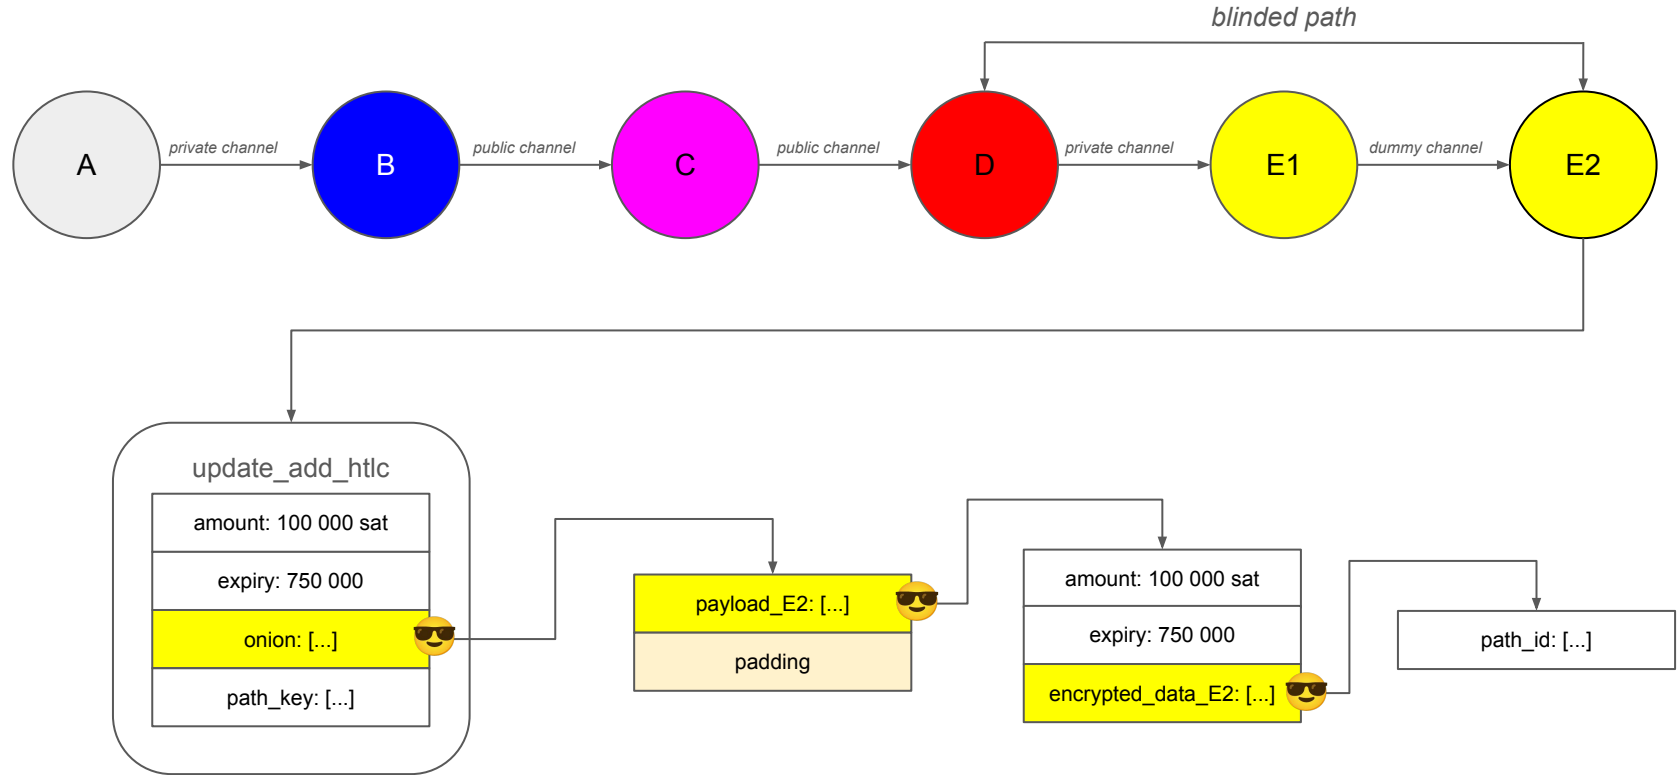 blinded path
A
private channel
B
public channel
C
public channel
D
private channel
E1
dummy channel
E2
update_add_htlc
amount: 100 000 sat
expiry: 750 000
onion: [...]
path_key: [...]
payload_E2: [...]
padding
amount: 100 000 sat
expiry: 750 000
encrypted_data_E2: [...]
path_id: [...]